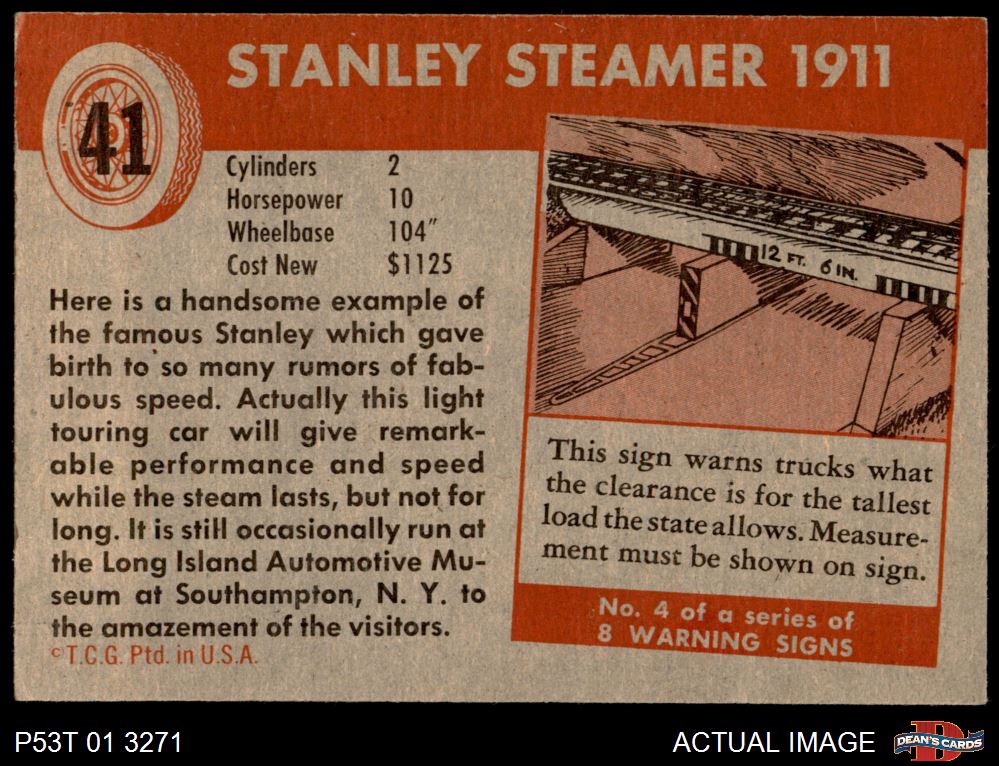 STANLEY STEAMER 1911
41
Cylinders 2
Horsepower 10
Wheelbase 104"
Cost New $1125
Here is a handsome example of
the famous Stanley which gave
birth to so many rumors of fab-
ulous speed. Actually this light
touring car will give remark-
able performance and speed
while the steam lasts, but not for
long. It is still occasionally run at
the Long Island Automotive Mu-
seum at Southampton, N. Y. to
the amazement of the visitors.
©T.C.G. Ptd. in U.S.A.
12 FT. 6 IN.
This sign warns trucks what
the clearance is for the tallest
load the state allows. Measure-
ment must be shown on sign.
No. 4 of a series of
8 WARNING SIGNS
P53T 01 3271
ACTUAL IMAGE
DEAN'S CARDS